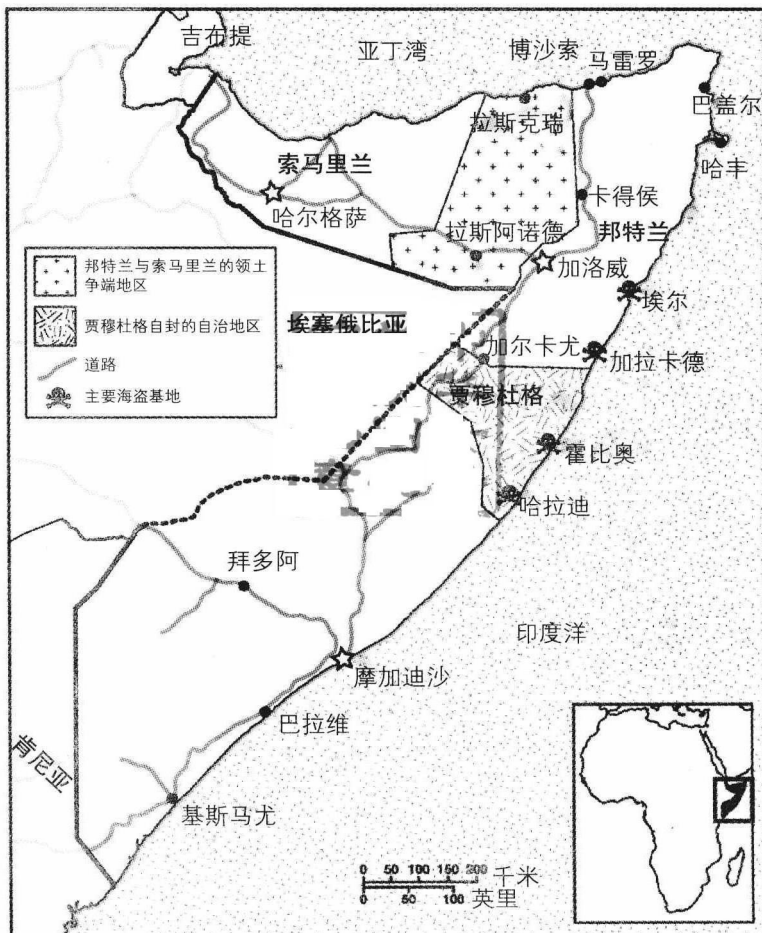 吉布提
亚丁湾
博沙索
马雷罗
巴盖尔
拉斯克瑞
哈丰
索马里兰
哈尔格萨
卡得侯
拉斯阿诺德
邦特兰
加洛威
邦特兰与索马里兰的领土
争端地区
贾穆杜格自封的自治地区
道路
主要海盗基地
埃塞俄比亚
埃尔
加尔卡尤
加拉卡德
贾穆杜格
霍比奥
哈拉迪
拜多阿
印度洋
摩加迪沙
巴拉维
肯尼亚
基斯马尤
0 50 100 150 200 千米
0 50 100 英里